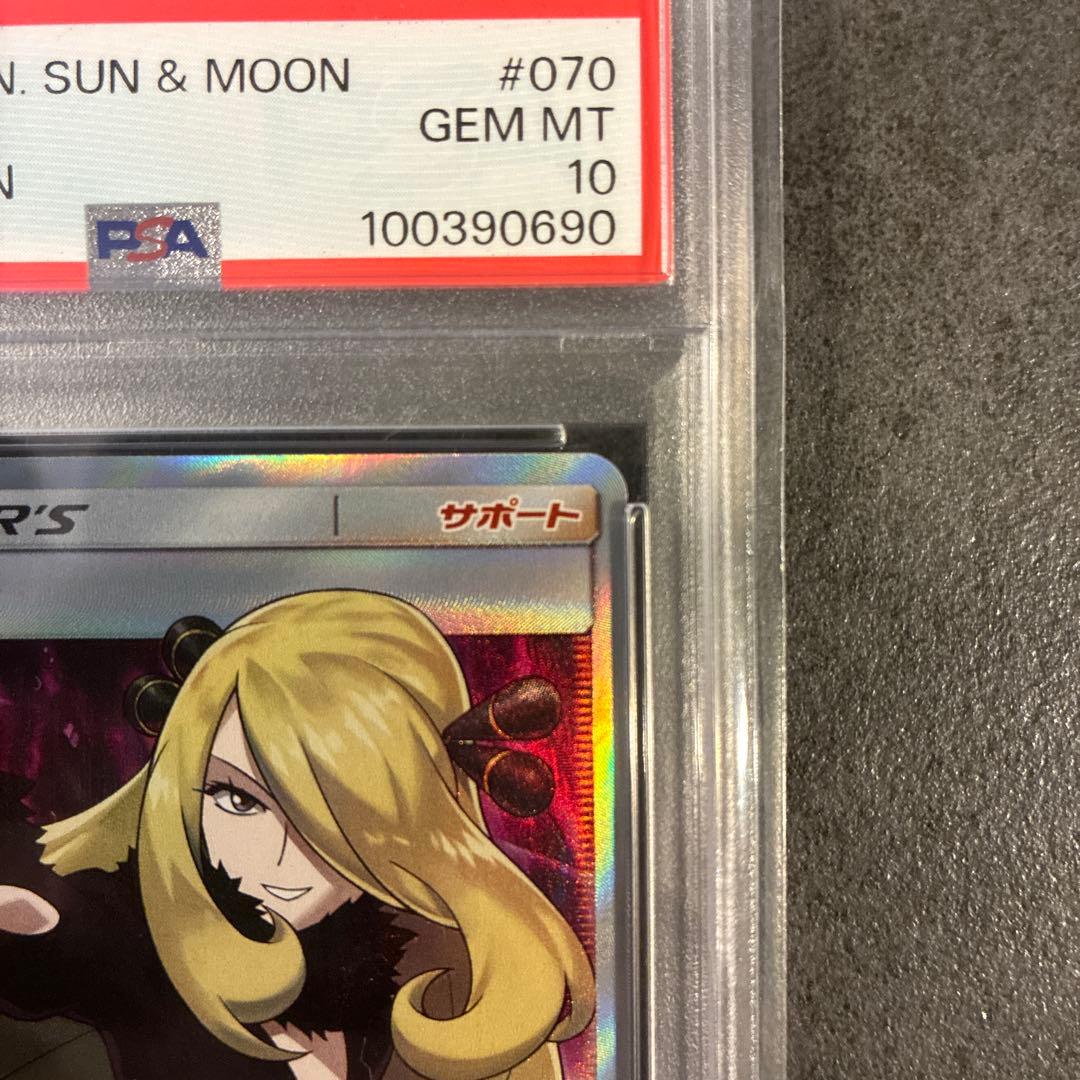 N. SUN & MOON #070
GEM MT
N 10
PSA 100390690
R'S サポート